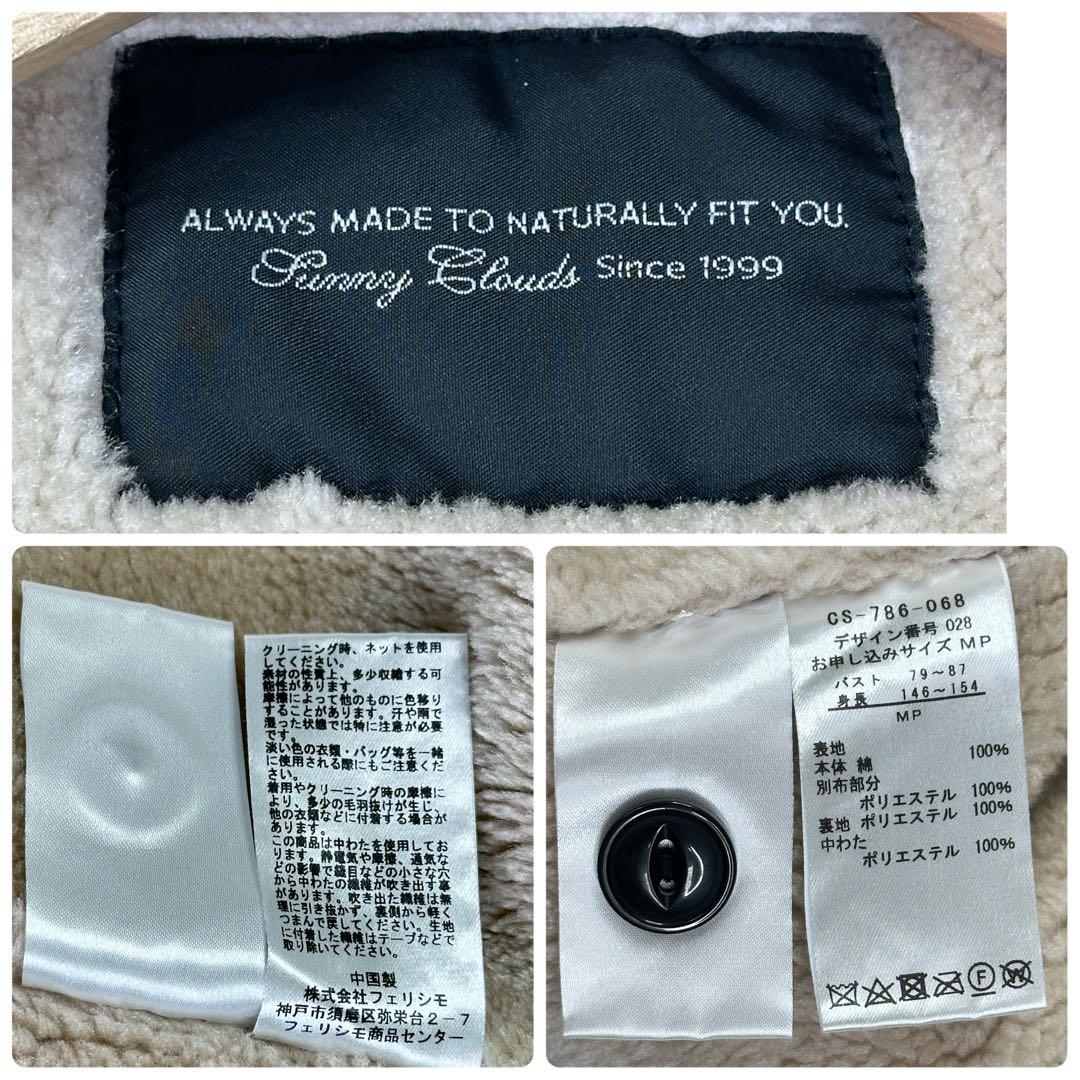 ALWAYS MADE TO NATURALLY FIT YOU.
Sunny Clouds Since 1999
クリーニング時、ネットを使用
してください。
素材の性質上、多少収縮する可
能性があります。
摩擦によって他のものに色移り
することがあります。汗や雨で
湿った状態では特に注意が必要
です。
淡い色の衣類・バッグ等を一緒
に使用される際にもご注意くだ
さい。
着用やクリーニング時の摩擦に
より、多少の毛羽抜けが生じ、
他の衣類などに付着する場合が
あります。
この商品は中わたを使用してお
ります。静電気や摩擦、通気な
どの影響で縫目などの小さな穴
から中わたの繊維が吹き出す事
があります。吹き出た繊維は無
理に引き抜かず、裏側から軽く
つまんで戻してください。生地
に付着した繊維はテープなどで
取り除いてください。
中国製
株式会社フェリシモ
神戸市須磨区弥栄台2-7
フェリシモ商品センター
CS-786-068
デザイン番号 028
お申し込みサイズ MP
バスト 79～87
身長 146～154
MP
表地
本体 綿 100%
別布部分
ポリエステル 100%
裏地 ポリエステル 100%
中わた
ポリエステル 100%
F
W